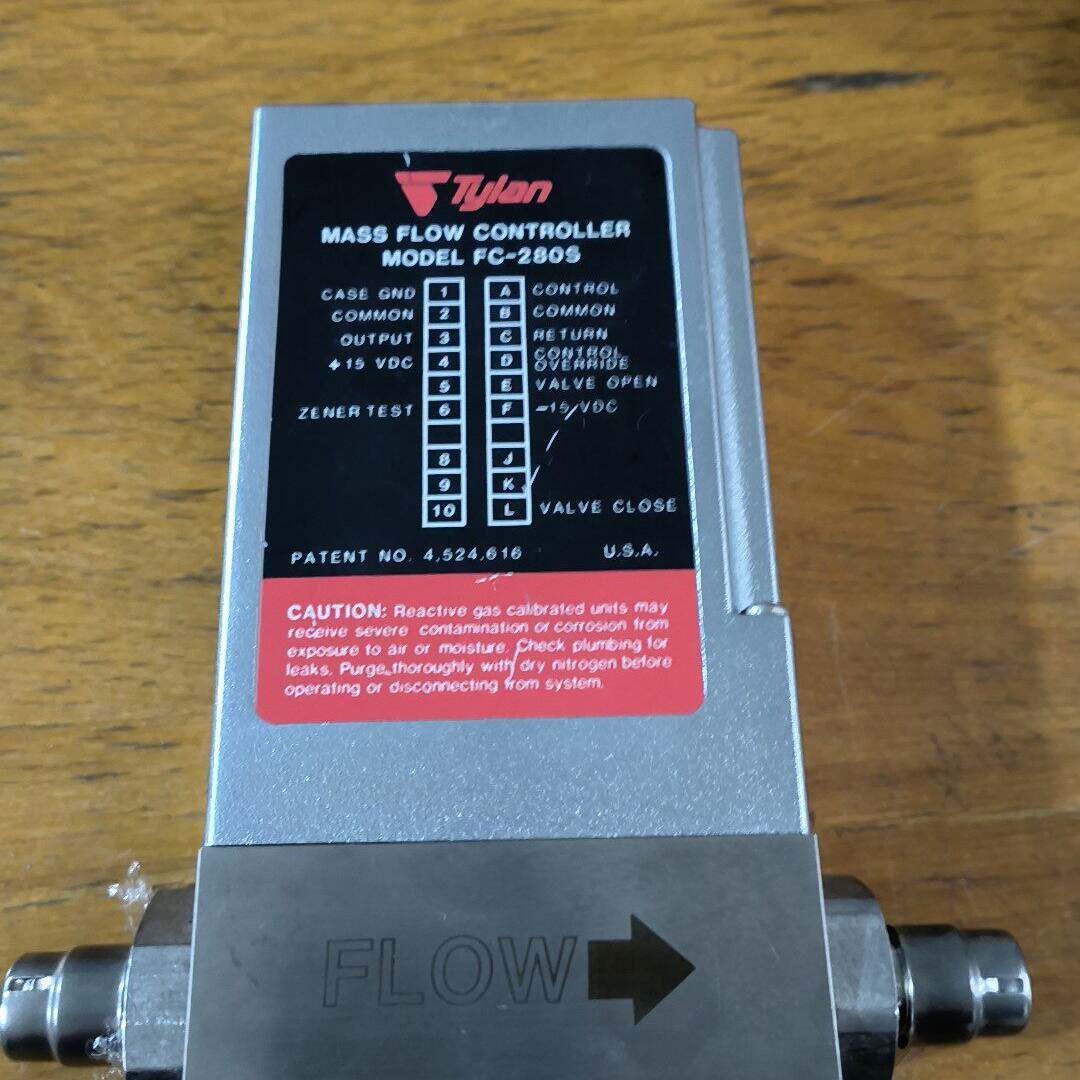 Tylan
MASS FLOW CONTROLLER
MODEL FC-280S
CASE GND 1 A CONTROL
COMMON 2 B COMMON
OUTPUT 3 C RETURN
+15 VDC 4 D CONTROL OVERRIDE
5 E VALVE OPEN
ZENER TEST 6 F -15 VDC
8 J
9 K
10 L VALVE CLOSE
PATENT NO. 4,524,616 U.S.A.
CAUTION: Reactive gas calibrated units may
receive severe contamination or corrosion from
exposure to air or moisture. Check plumbing for
leaks. Purge thoroughly with dry nitrogen before
operating or disconnecting from system.
FLOW